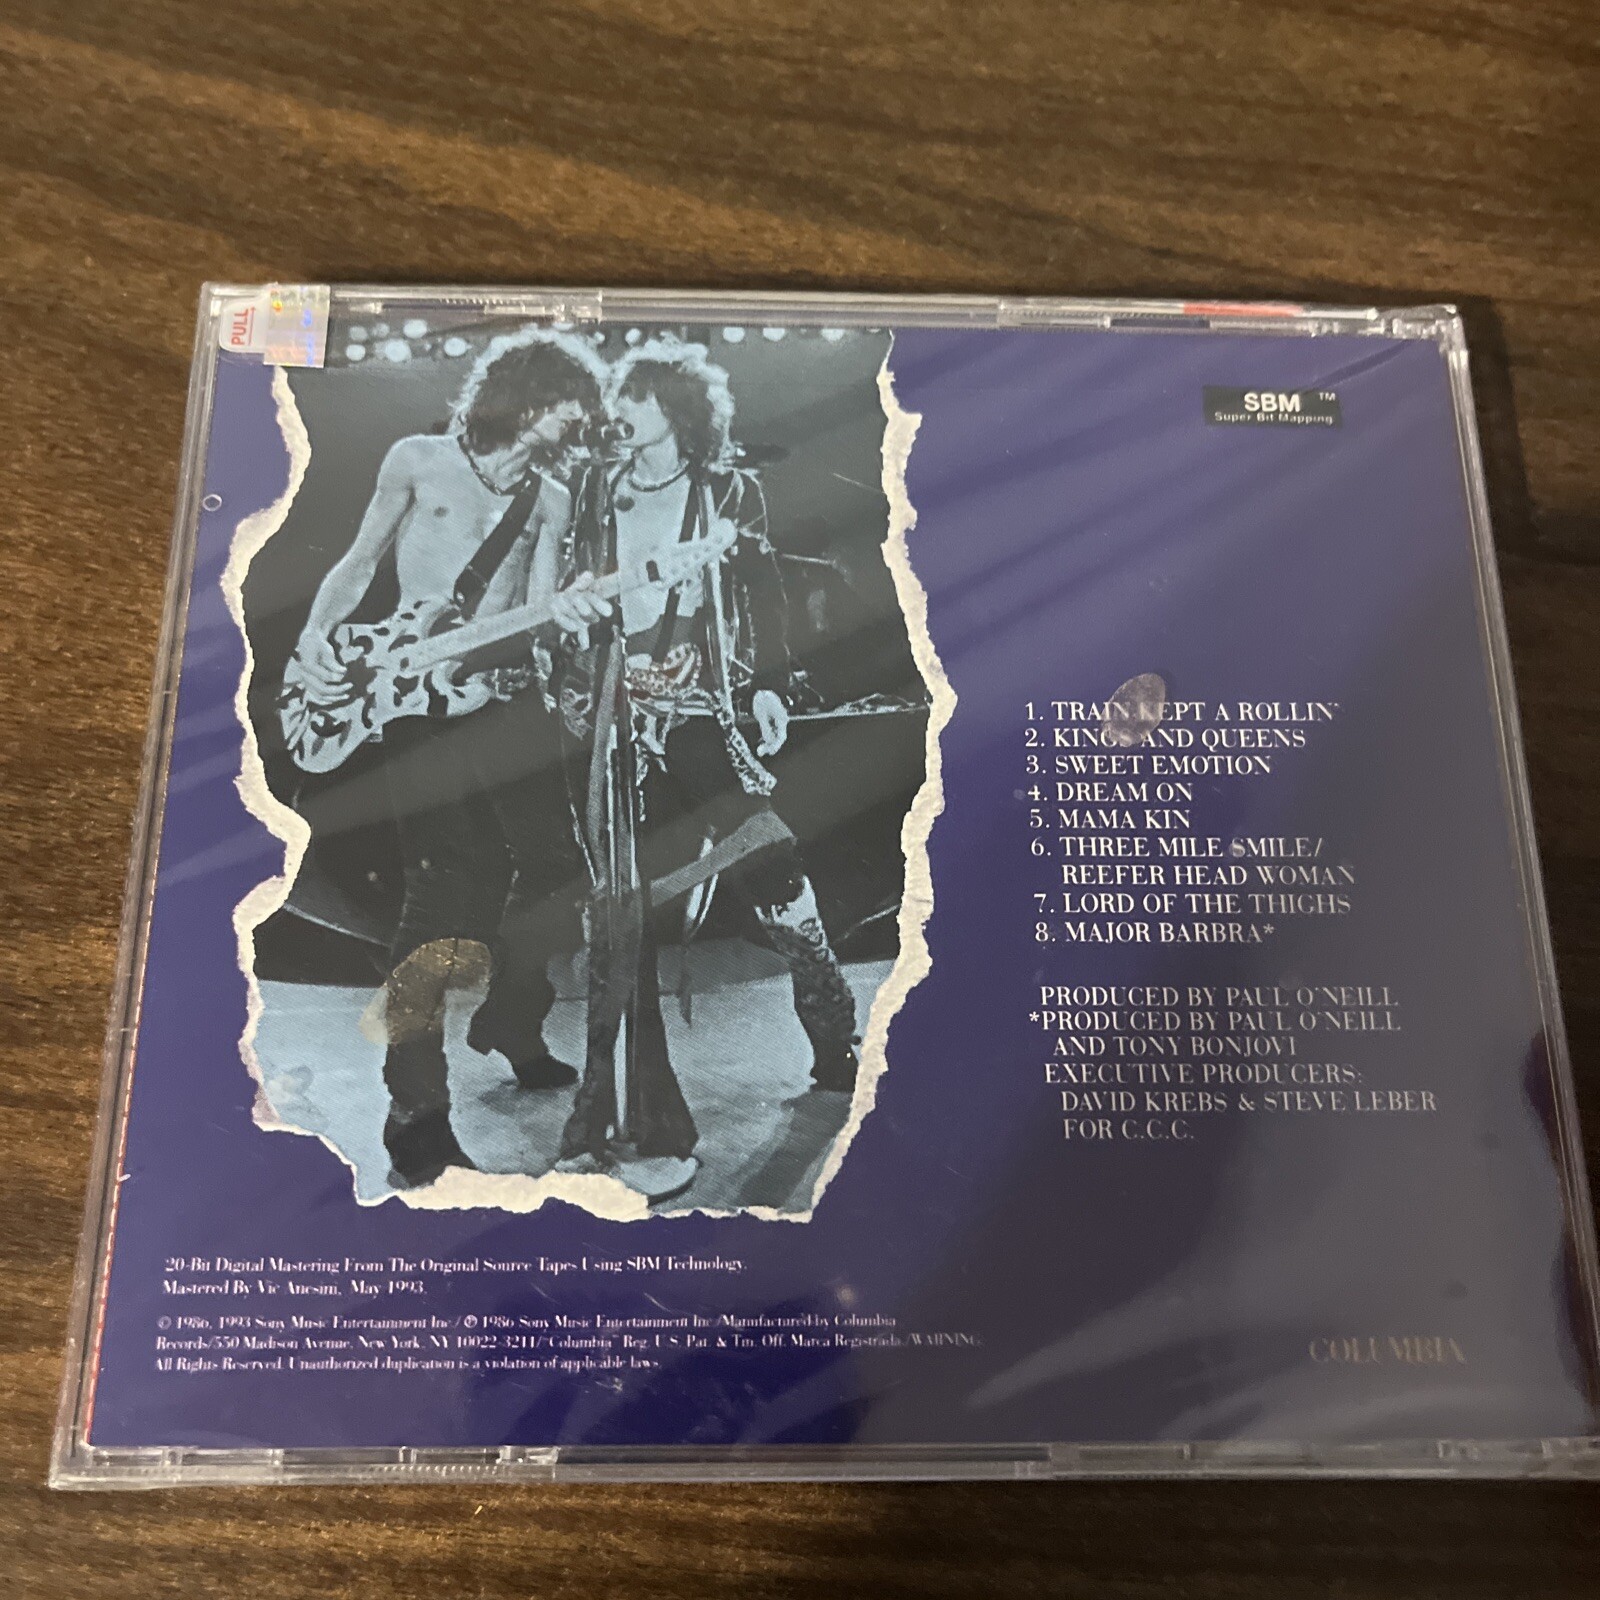 PULL
SBM ™
Super Bit Mapping
1. TRAIN KEPT A ROLLIN'
2. KINGS AND QUEENS
3. SWEET EMOTION
4. DREAM ON
5. MAMA KIN
6. THREE MILE SMILE/
REEFER HEAD WOMAN
7. LORD OF THE THIGHS
8. MAJOR BARBRA*
PRODUCED BY PAUL O'NEILL
*PRODUCED BY PAUL O'NEILL
AND TONY BONJOVI
EXECUTIVE PRODUCERS:
DAVID KREBS & STEVE LEBER
FOR C.C.C.
20-Bit Digital Mastering From The Original Source Tapes Using SBM Technology.
Mastered By Vic Anesini, May 1993.
© 1986, 1993 Sony Music Entertainment Inc./ ℗ 1986 Sony Music Entertainment Inc./Manufactured by Columbia
Records/550 Madison Avenue, New York, NY 10022-3211/"Columbia" Reg. U.S. Pat. & Tm. Off. Marca Registrada./WARNING:
All Rights Reserved. Unauthorized duplication is a violation of applicable laws.
COLUMBIA